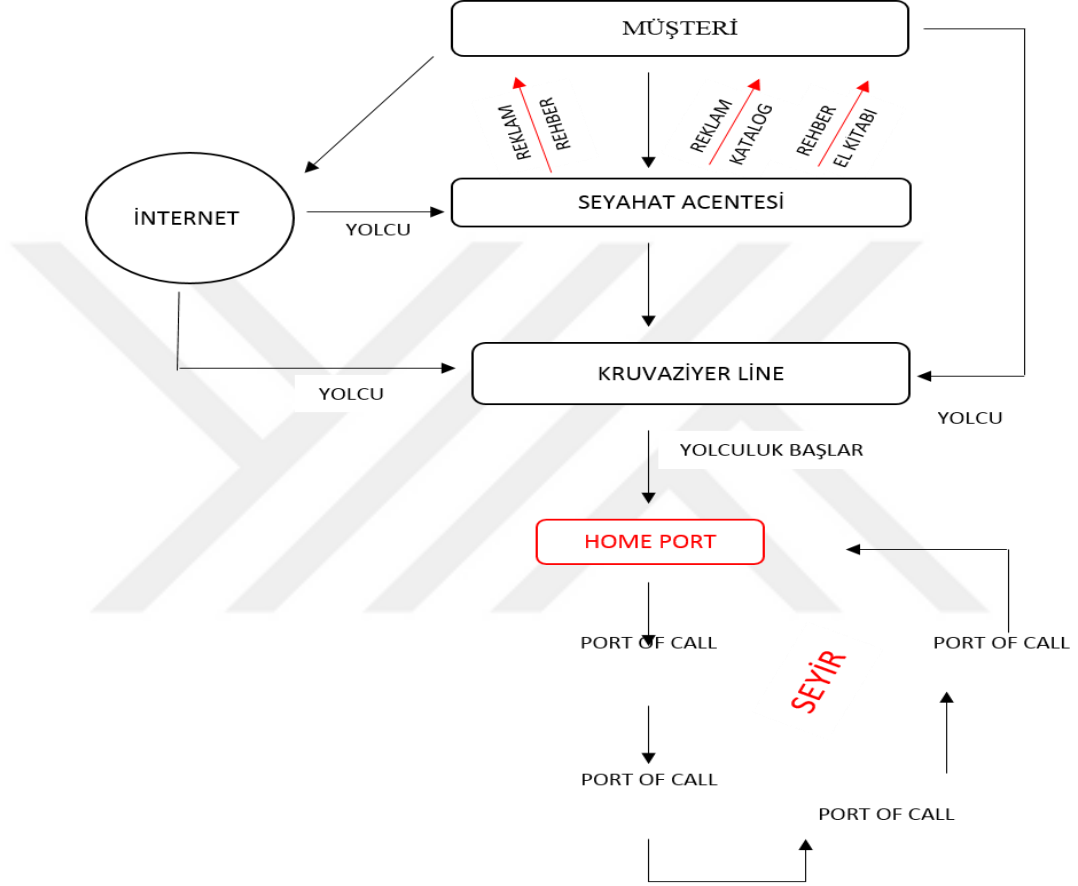 MÜŞTERİ
REKLAM
REHBER
REKLAM
KATALOG
REHBER
EL KITABI
SEYAHAT ACENTESİ
İNTERNET
YOLCU
KRUVAZİYER LİNE
YOLCU
YOLCU
YOLCULUK BAŞLAR
HOME PORT
PORT OF CALL
PORT OF CALL
SEYİR
PORT OF CALL
PORT OF CALL